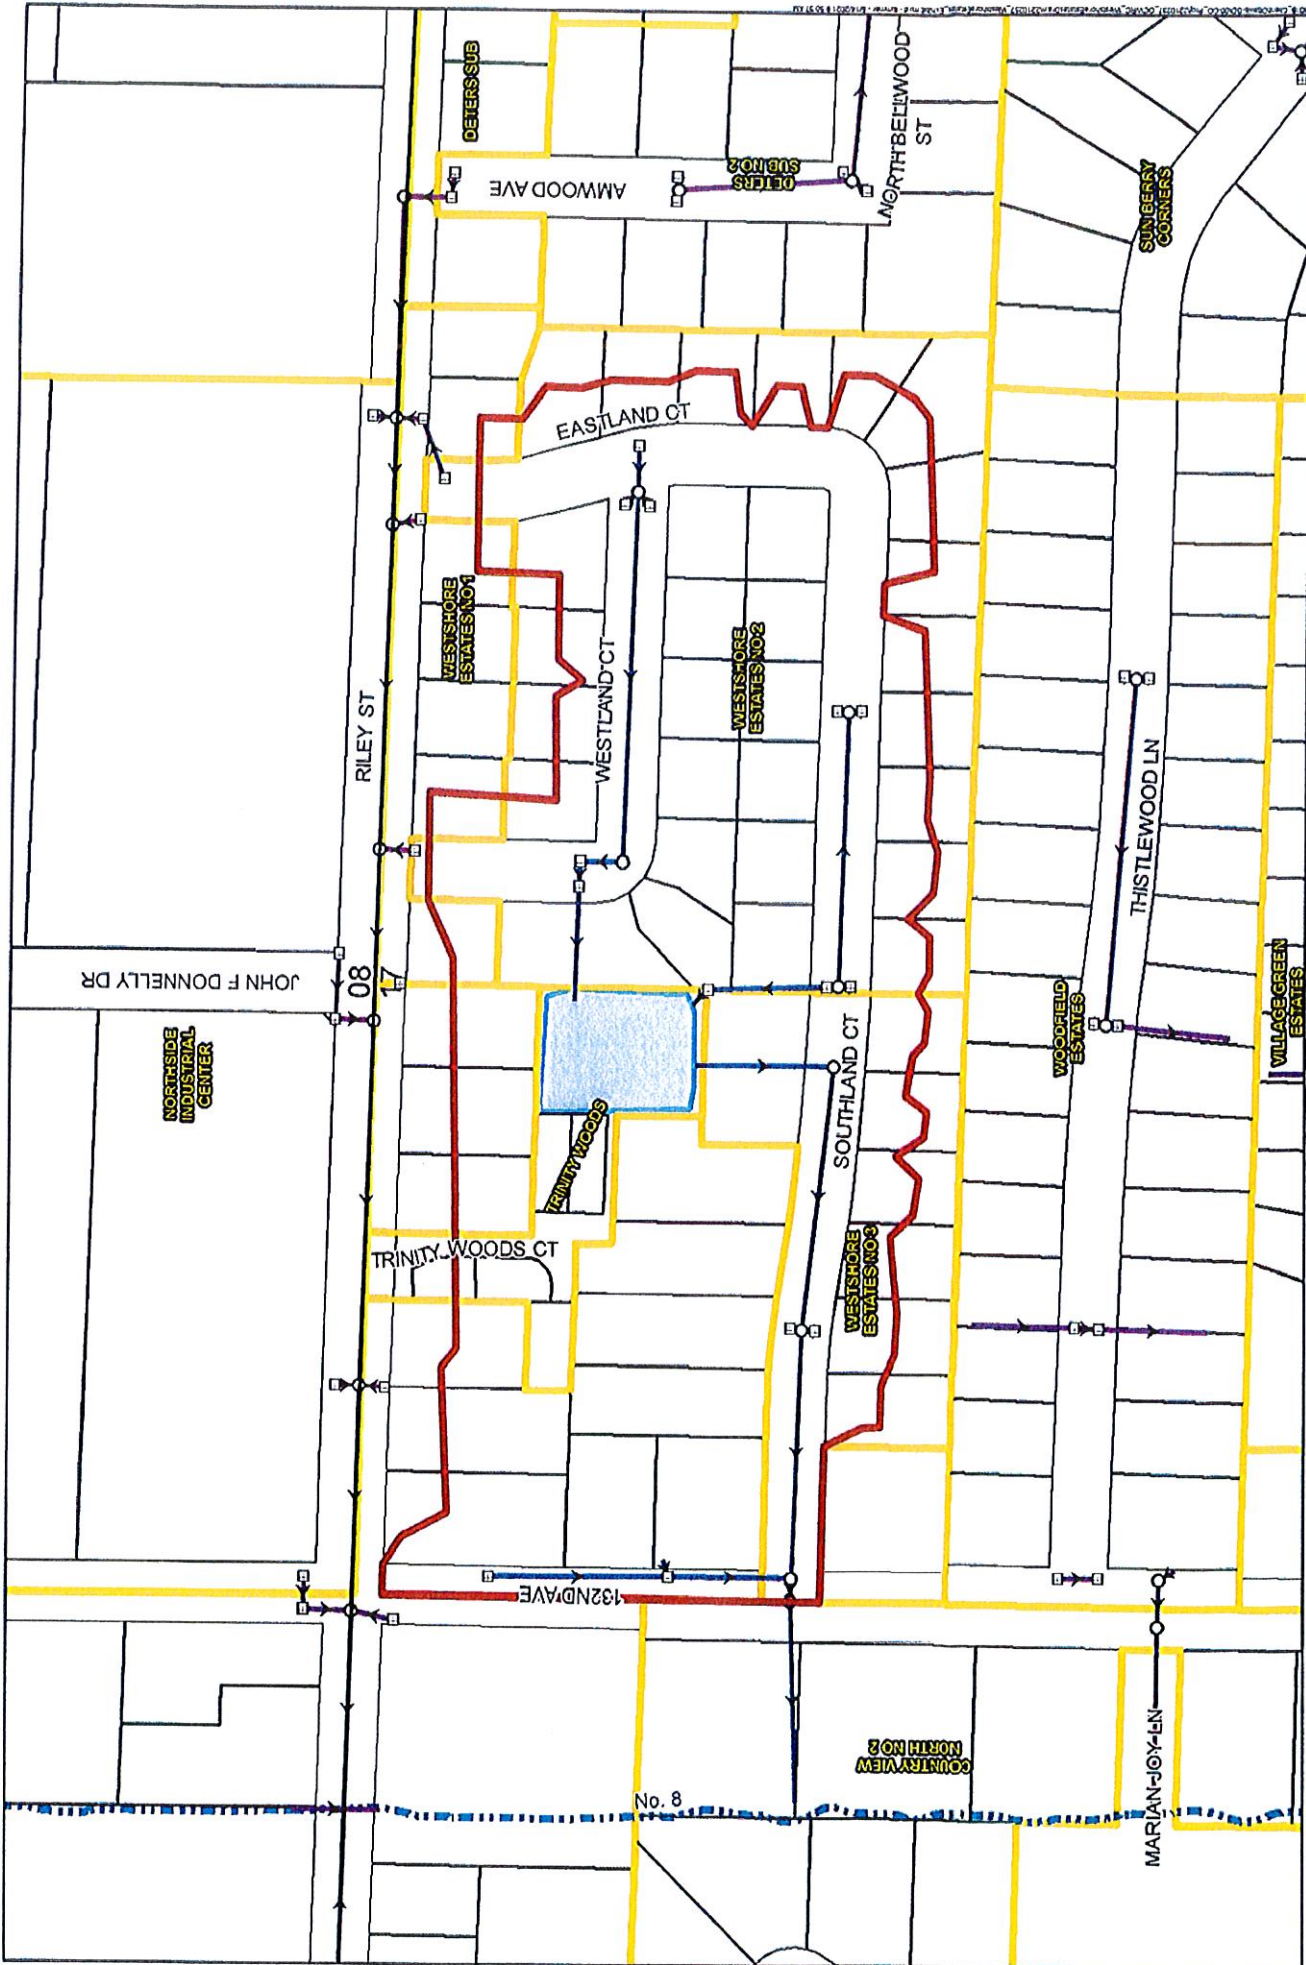 DETERS SUB
AMWOOD AVE
DETERS
SUB NO 2
NORTH BELLWOOD
ST
SUN BERRY
CORNERS
EASTLAND CT
WESTSHORE
ESTATES NO 1
RILEY ST
WESTLAND CT
WESTSHORE
ESTATES NO 2
THISTLEWOOD LN
JOHN F DONNELLY DR
08
17
NORTHSIDE
INDUSTRIAL
CENTER
SOUTHLAND CT
WOODFIELD
ESTATES
VILLAGE GREEN
ESTATES
TRINITY WOODS
TRINITY WOODS CT
WESTSHORE
ESTATES NO 3
132ND AVE
COUNTRY VIEW
NORTH NO 2
No. 8
MARIAN-JOY-LN